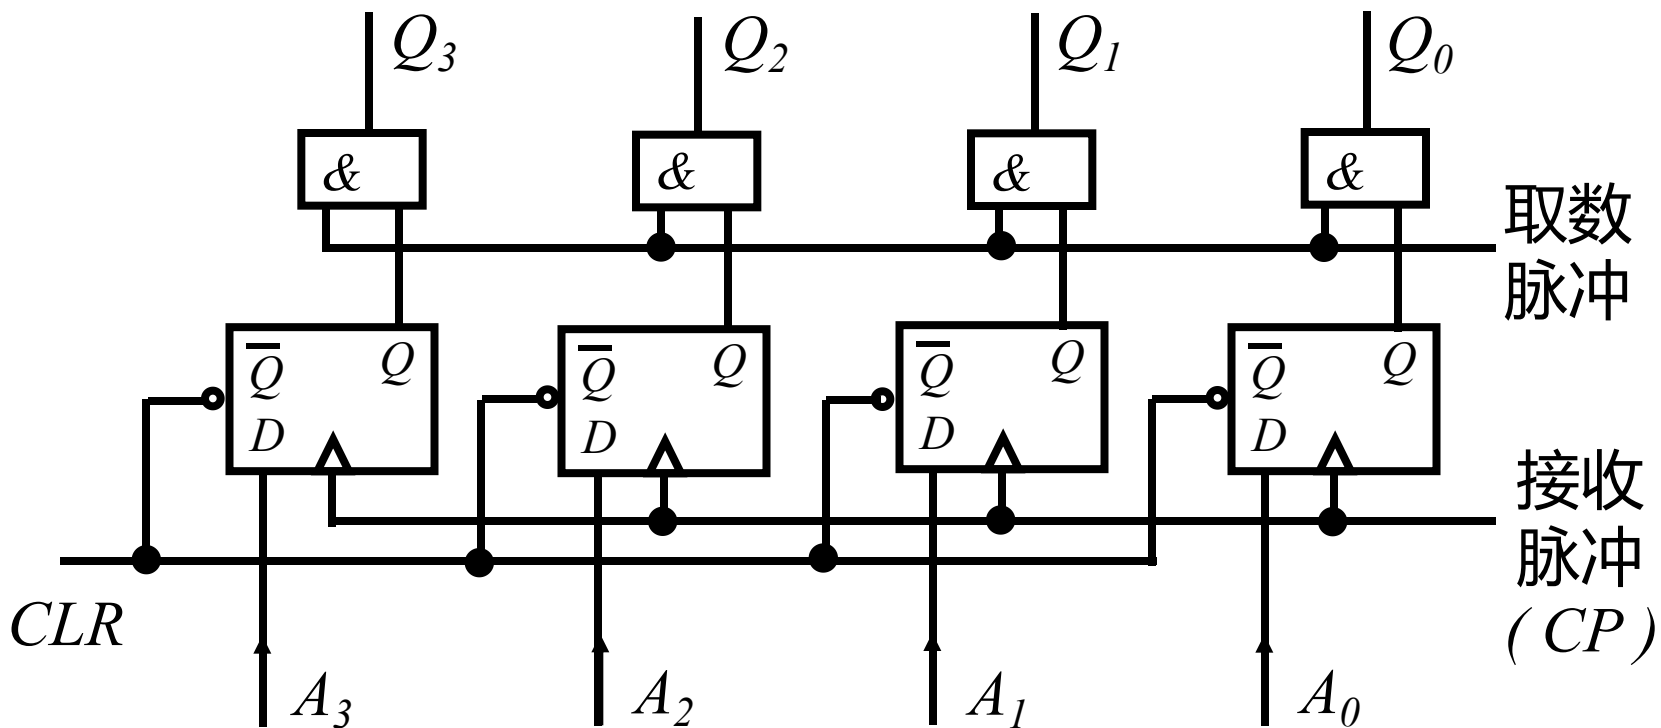 Q3 Q2 Q1 Q0
& & & &
取数
脉冲
Q̅ Q Q̅ Q Q̅ Q Q̅ Q
D D D D
接收
脉冲
(CP)
CLR
A3 A2 A1 A0